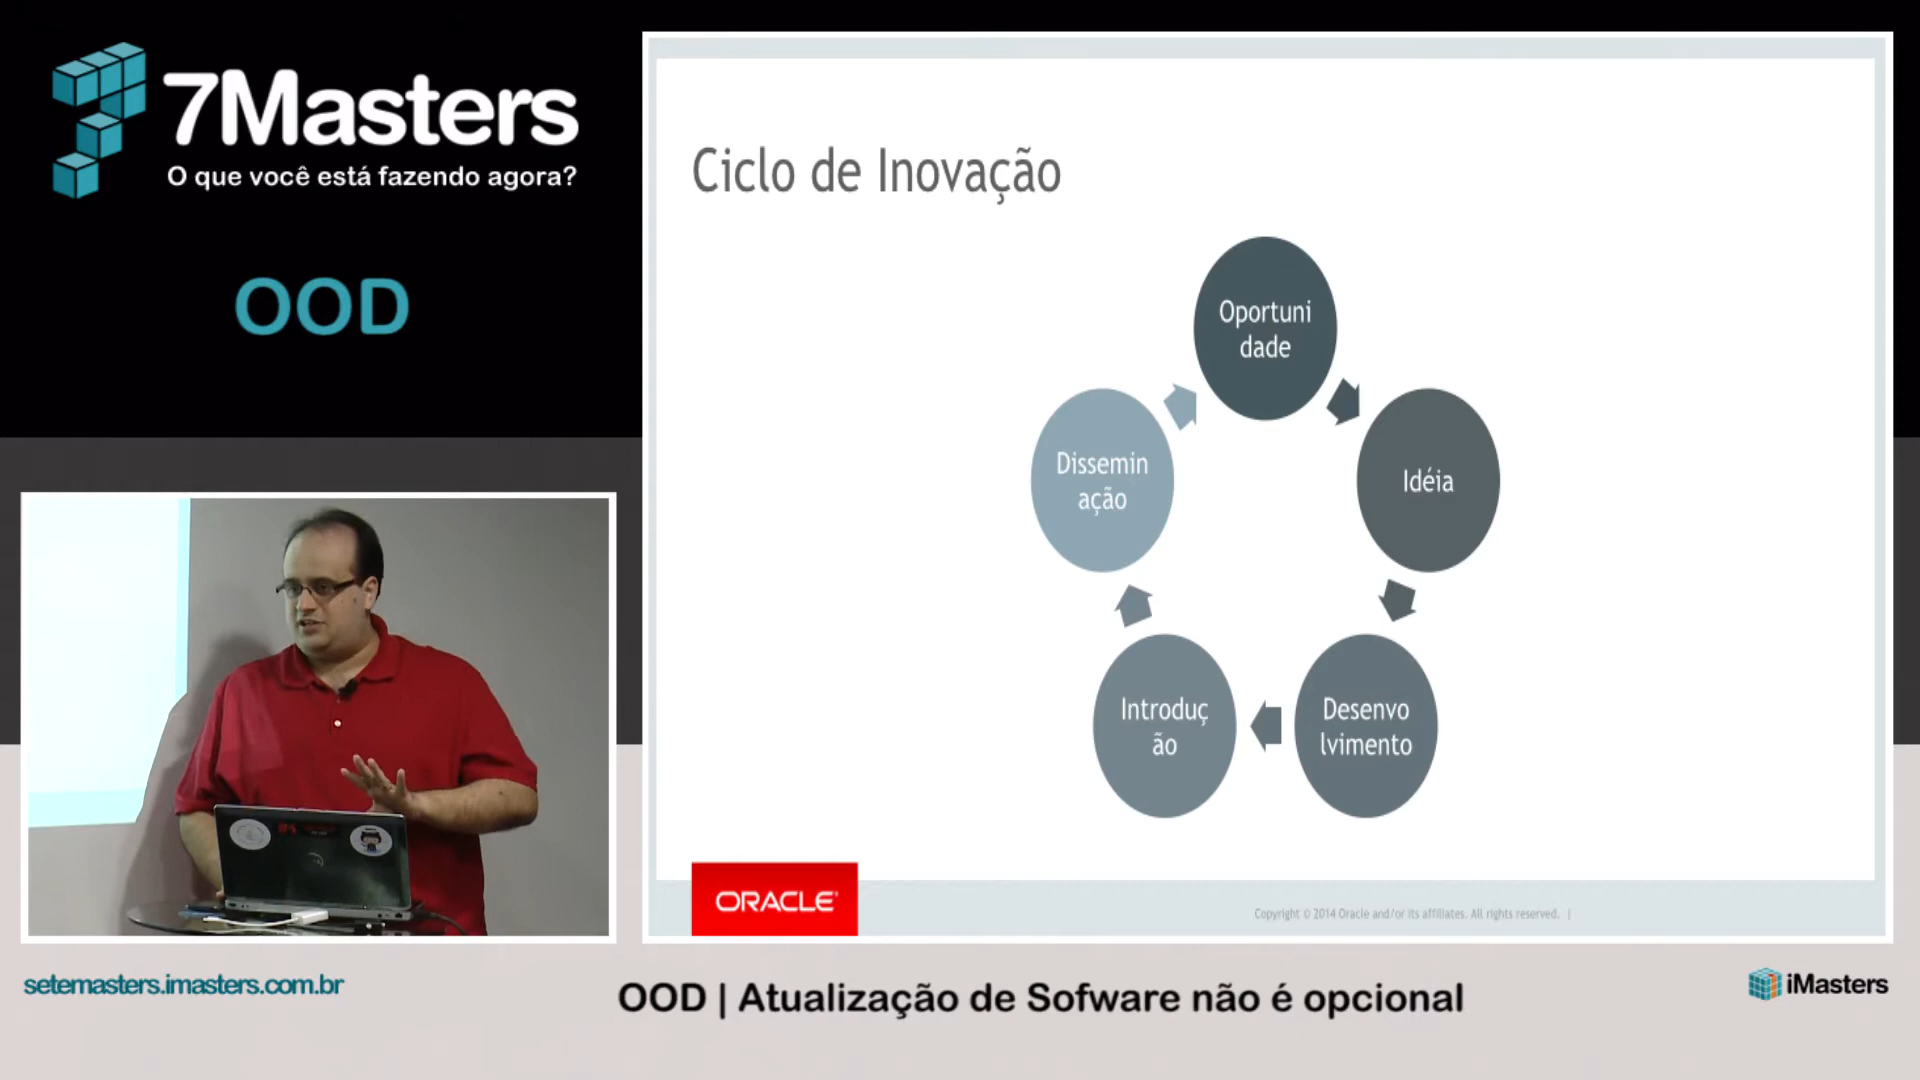 7Masters
O que você está fazendo agora?
OOD
Ciclo de Inovação
Oportuni
dade
Idéia
Desenvo
lvimento
Introduç
ão
Dissemin
ação
ORACLE
Copyright © 2014 Oracle and/or its affiliates. All rights reserved. |
setemasters.imasters.com.br
OOD | Atualização de Sofware não é opcional
iMasters